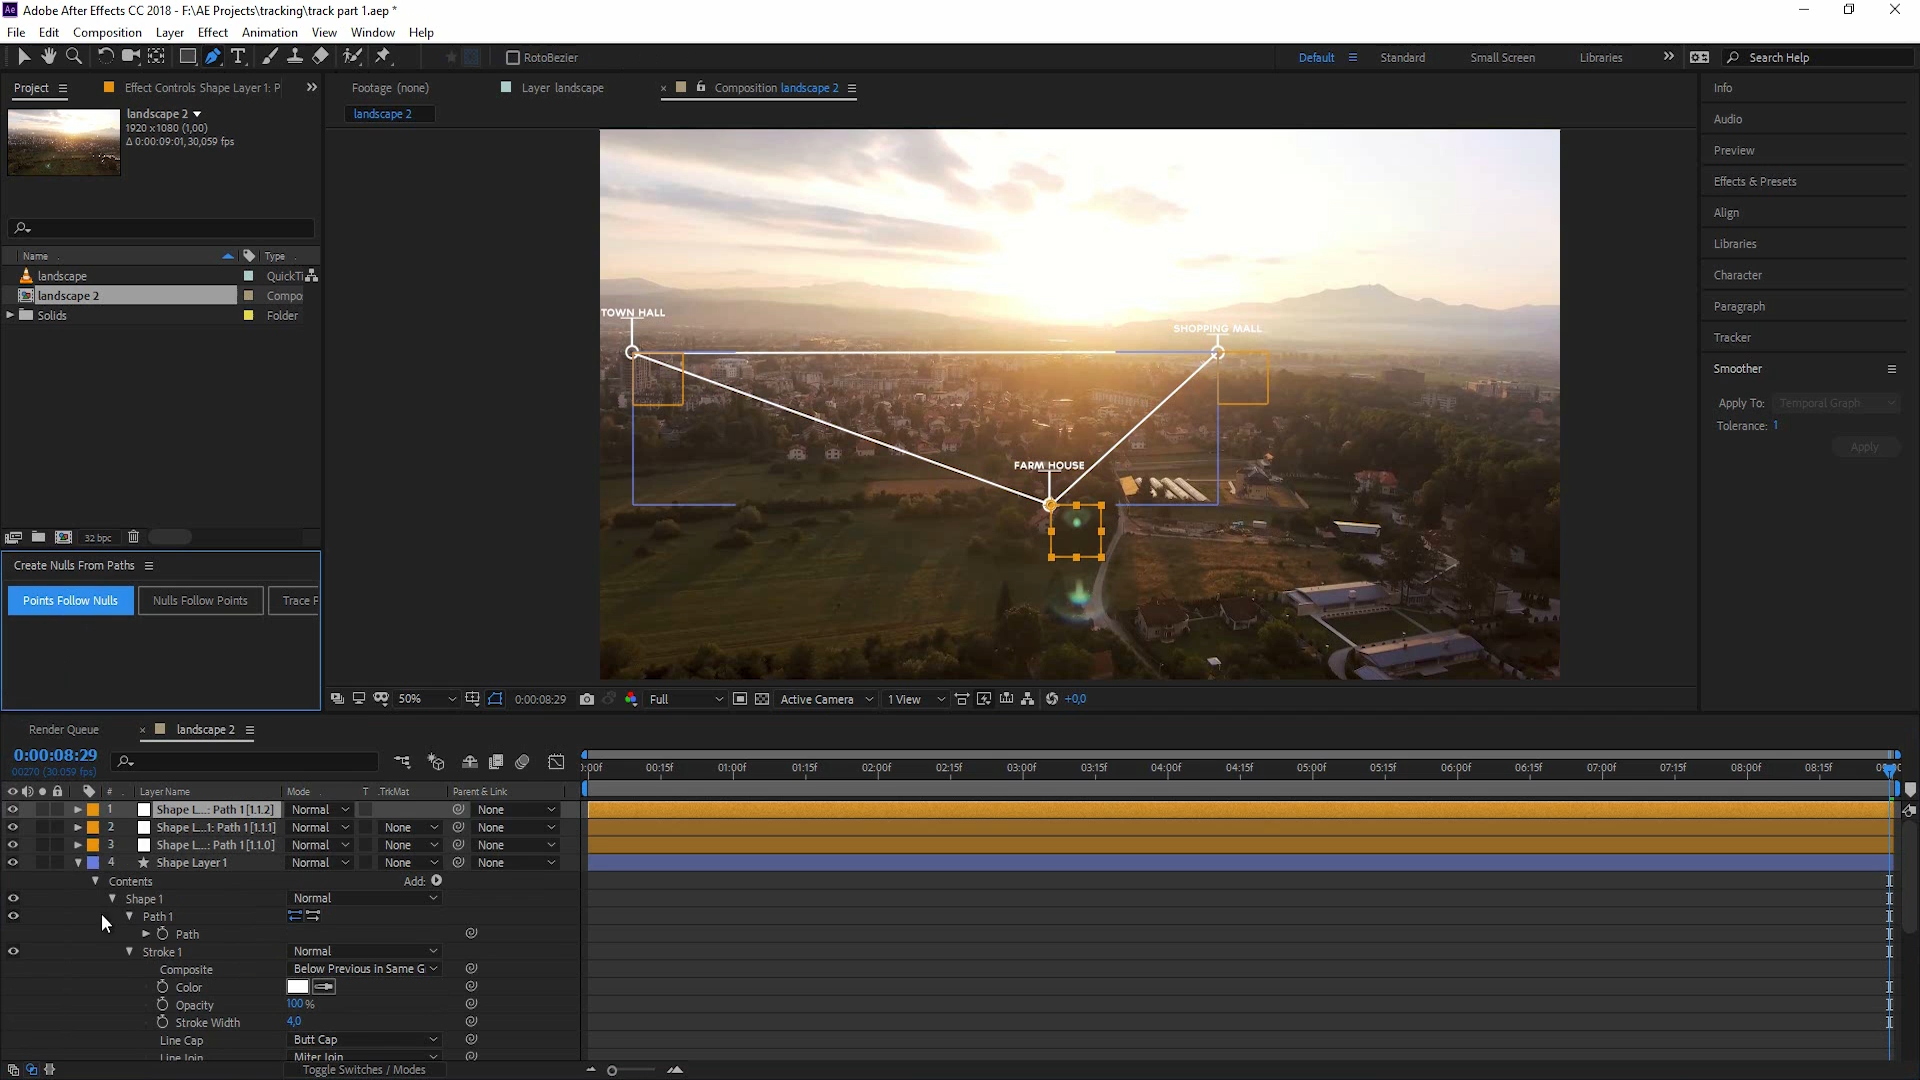 Adobe After Effects CC 2018 - F:\AE Projects\tracking\track part 1.aep *
File Edit Composition Layer Effect Animation View Window Help
RotoBezier
Default Standard Small Screen Libraries Search Help
Project Effect Controls Shape Layer 1: P
Footage (none) Layer landscape Composition landscape 2
landscape 2
landscape 2
1920 x 1080 (1,00)
Δ 0:00:09:01, 30,059 fps
Name Type
landscape QuickTi
landscape 2 Compo
Solids Folder
32 bpc
Create Nulls From Paths
Points Follow Nulls Nulls Follow Points Trace P
TOWN HALL
SHOPPING MALL
FARM HOUSE
50% 0:00:08:29 Full Active Camera 1 View +0,0
Info
Audio
Preview
Effects & Presets
Align
Libraries
Character
Paragraph
Tracker
Smoother
Apply To: Temporal Graph
Tolerance: 1
Apply
Render Queue landscape 2
0:00:08:29
00270 (30.059 fps)
):00f 00:15f 01:00f 01:15f 02:00f 02:15f 03:00f 03:15f 04:00f 04:15f 05:00f 05:15f 06:00f 06:15f 07:00f 07:15f 08:00f 08:15f
# Layer Name Mode T .TrkMat Parent & Link
1 Shape L...: Path 1 [1.1.2] Normal None
2 Shape L...1: Path 1 [1.1.1] Normal None None
3 Shape L...: Path 1 [1.1.0] Normal None None
4 Shape Layer 1 Normal None None
Contents Add:
Shape 1 Normal
Path 1
Path
Stroke 1 Normal
Composite Below Previous in Same G
Color
Opacity 100 %
Stroke Width 4,0
Line Cap Butt Cap
Line Join Miter Join
Toggle Switches / Modes